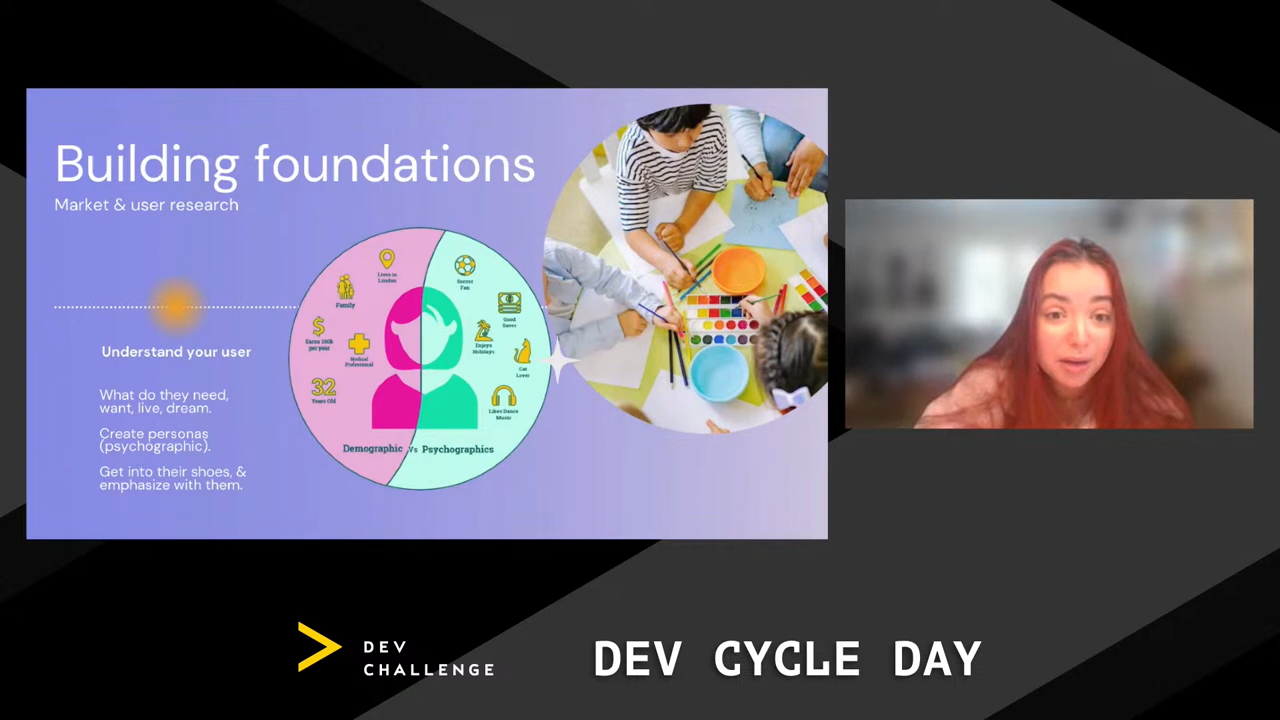 Building foundations
Market & user research
Understand your user
What do they need,
want, live, dream.
Create personas
(psychographic).
Get into their shoes, &
emphasize with them.
Lives in
London
Family
Earns 100k
per year
Medical
Professional
32
Years Old
Soccer
Fan
Good
Saver
Enjoys
Holidays
Cat
Lover
Likes Dance
Music
Demographic Vs Psychographics
DEV
CHALLENGE
DEV CYCLE DAY